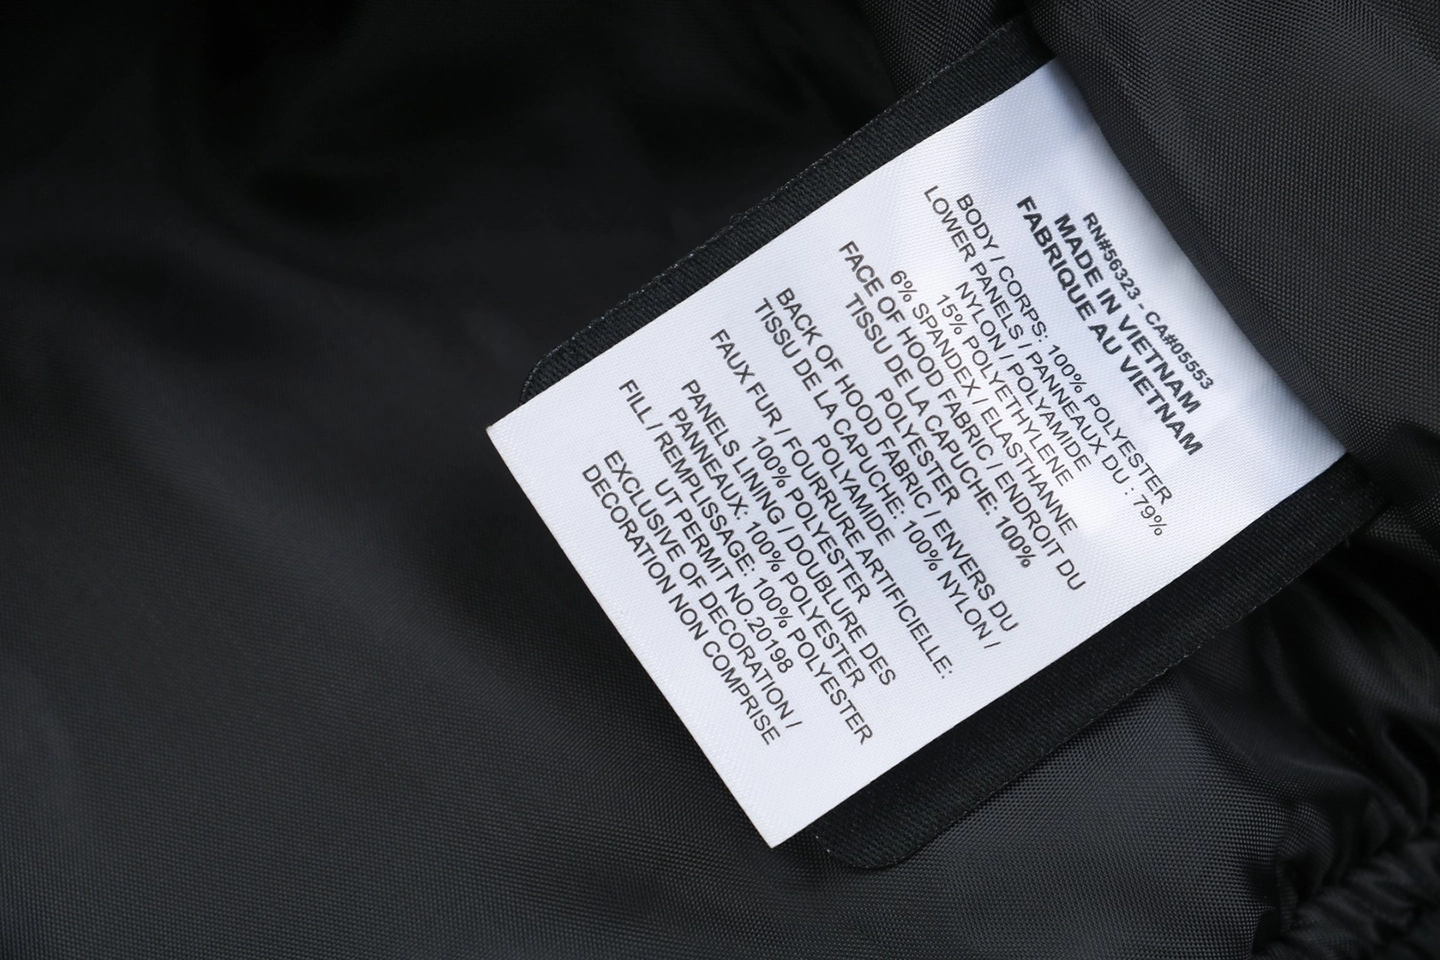 RN#56323 - CA#05553
MADE IN VIETNAM
FABRIQUE AU VIETNAM
BODY / CORPS: 100% POLYESTER
LOWER PANELS / PANNEAUX DU : 79%
NYLON / POLYAMIDE
15% POLYETHYLENE
6% SPANDEX / ELASTHANNE
FACE OF HOOD FABRIC / ENDROIT DU
TISSU DE LA CAPUCHE: 100%
POLYESTER
BACK OF HOOD FABRIC / ENVERS DU
TISSU DE LA CAPUCHE: 100% NYLON /
POLYAMIDE
FAUX FUR / FOURRURE ARTIFICIELLE:
100% POLYESTER
PANELS LINING / DOUBLURE DES
PANNEAUX: 100% POLYESTER
FILL / REMPLISSAGE: 100% POLYESTER
UT PERMIT NO.20198
EXCLUSIVE OF DECORATION /
DECORATION NON COMPRISE